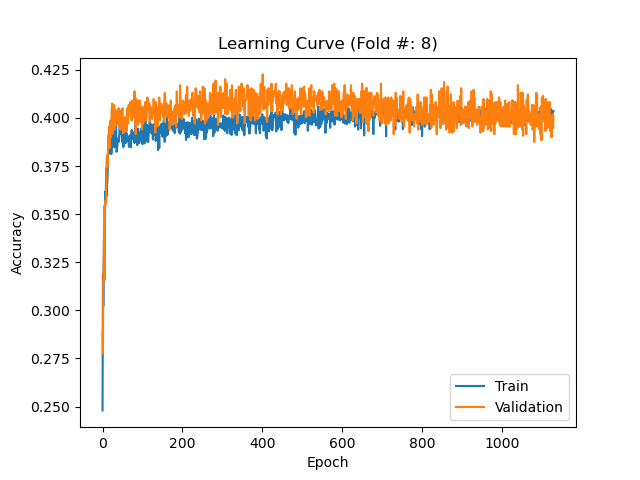 Learning Curve (Fold #: 8)
0.425
0.400
0.375
0.350
0.325
0.300
0.275
0.250
Accuracy
0 200 400 600 800 1000
Epoch
Train
Validation